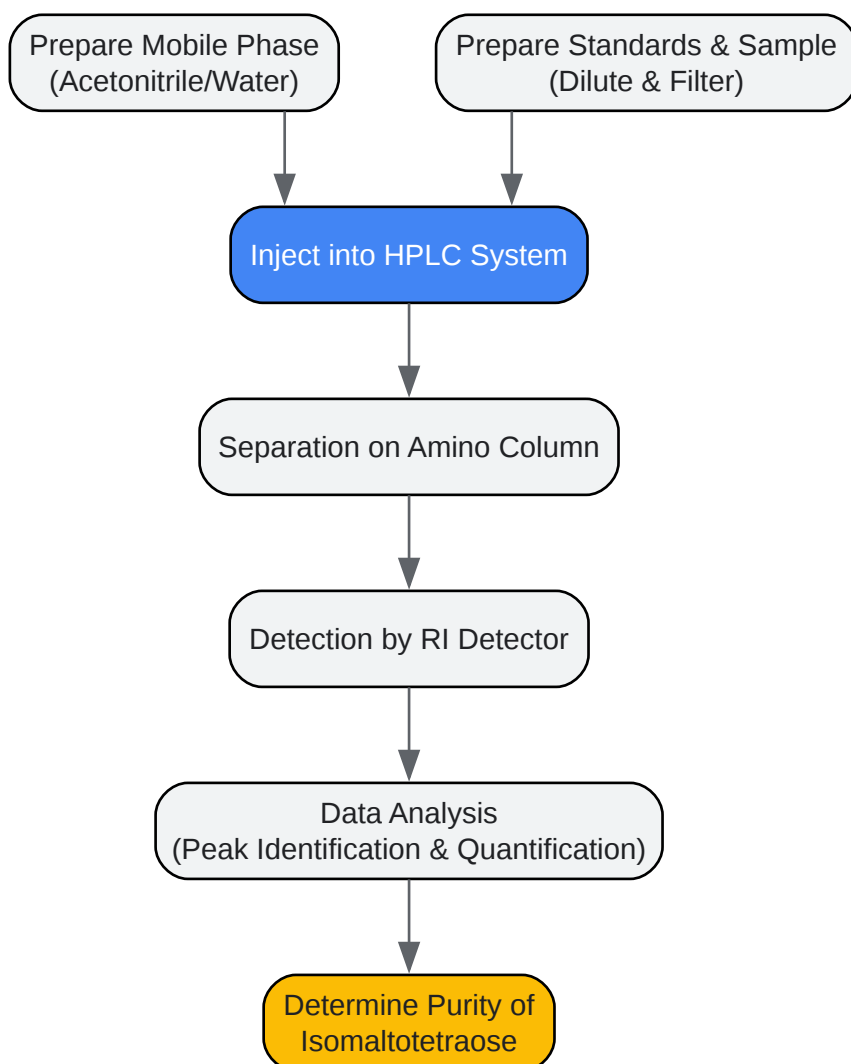 Prepare Mobile Phase
(Acetonitrile/Water)
Prepare Standards & Sample
(Dilute & Filter)
Inject into HPLC System
Separation on Amino Column
Detection by RI Detector
Data Analysis
(Peak Identification & Quantification)
Determine Purity of
Isomaltotetraose